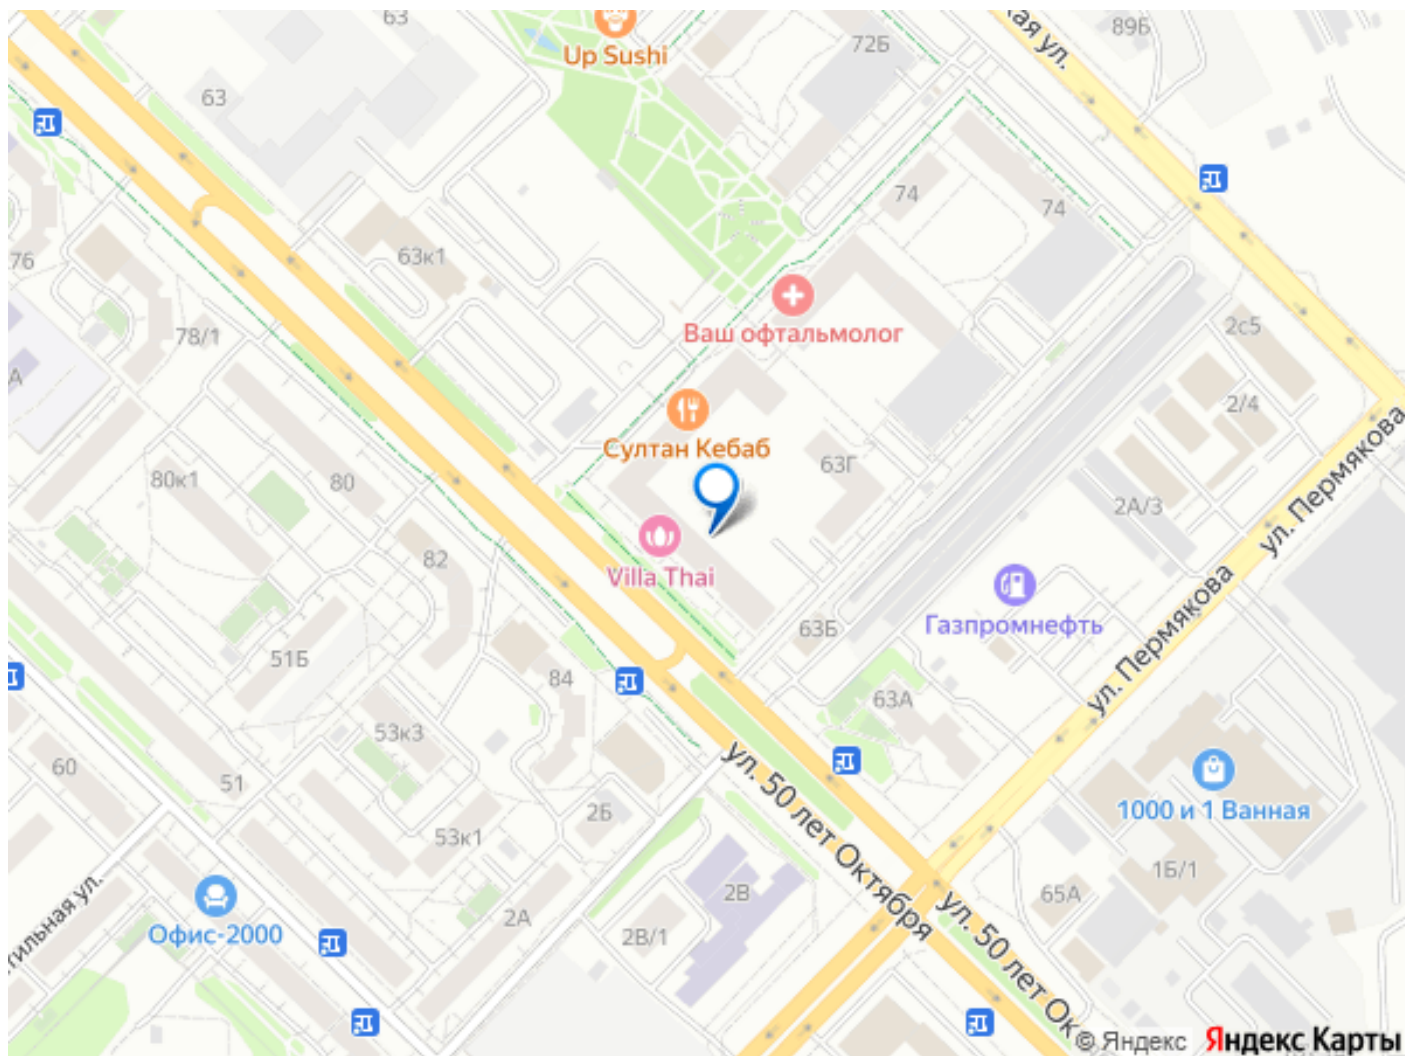 63
Up Sushi
72Б
кая ул.
89Б
63
74
74
63к1
76
78/1
Ваш офтальмолог
2с5
А
2/4
Султан Кебаб
80к1
80
63Г
2А/3
ул. Пермякова
82
Villa Thai
63Б
Газпромнефть
ул. Пермякова
51Б
84
63А
53к3
60
51
ул. 50 лет Октября
2Б
1000 и 1 Ванная
53к1
1Б/1
65А
2В
2А
тильная ул.
Офис-2000
2В/1
ул. 50 лет Ок
© Яндекс
Яндекс Карты